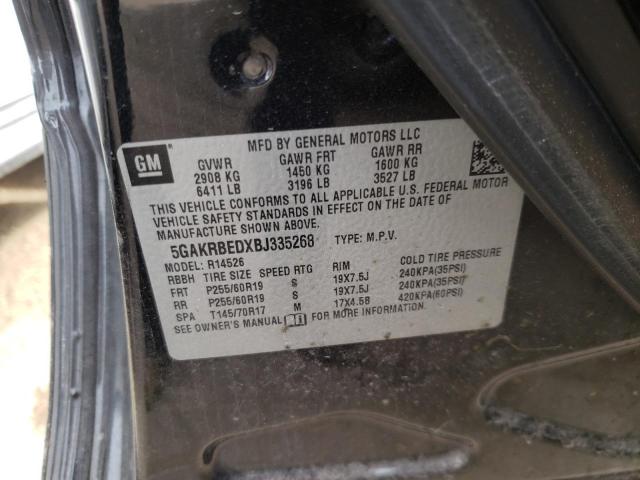 MFD BY GENERAL MOTORS LLC
GM
GVWR GAWR FRT GAWR RR
2908 KG 1450 KG 1600 KG
6411 LB 3196 LB 3527 LB
THIS VEHICLE CONFORMS TO ALL APPLICABLE U.S. FEDERAL MOTOR
VEHICLE SAFETY STANDARDS IN EFFECT ON THE DATE OF
MANUFACTURE SHOWN ABOVE.
5GAKRBEDXBJ335268 TYPE: M.P.V.
MODEL: R14526
RBBH TIRE SIZE SPEED RTG RIM COLD TIRE PRESSURE
FRT P255/60R19 S 19X7.5J 240KPA(35PSI)
RR P255/60R19 S 19X7.5J 240KPA(35PSI)
SPA T145/70R17 M 17X4.5B 420KPA(60PSI)
SEE OWNER'S MANUAL FOR MORE INFORMATION.